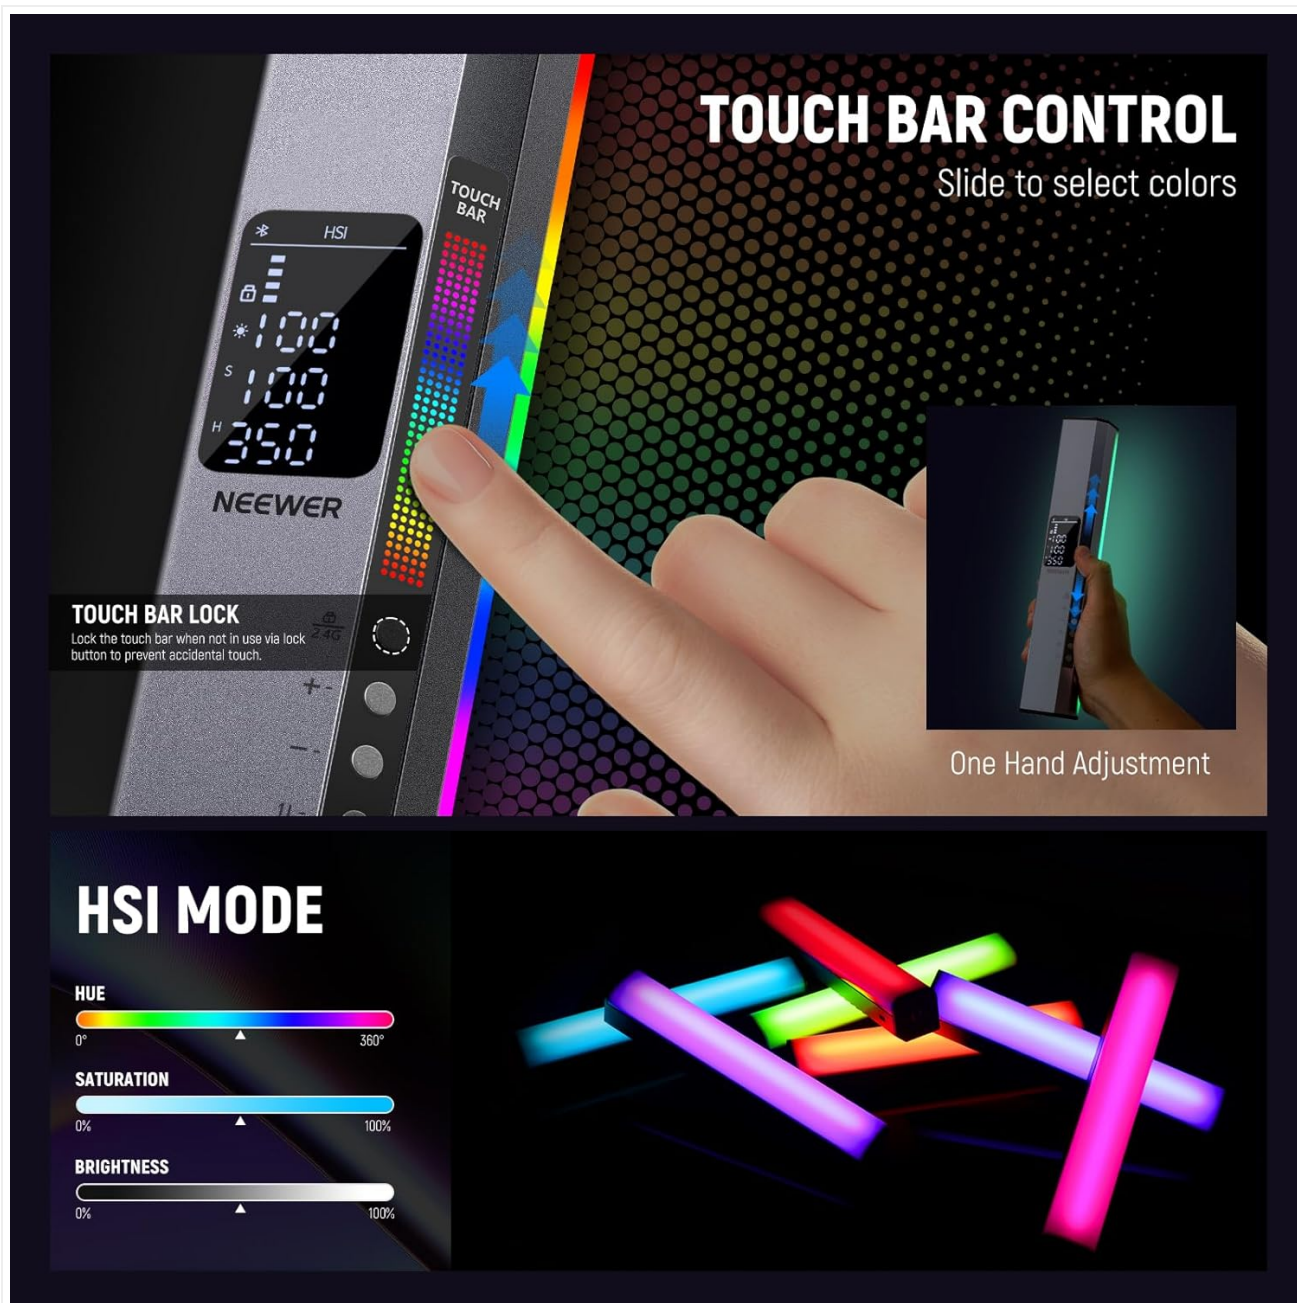 TOUCH BAR CONTROL
Slide to select colors
TOUCH
BAR
HSI
100
S
100
H
350
NEEWER
TOUCH BAR LOCK
Lock the touch bar when not in use via lock
button to prevent accidental touch.
2.4G
+-
--
One Hand Adjustment
HSI MODE
HUE
0°
360°
SATURATION
0%
100%
BRIGHTNESS
0%
100%